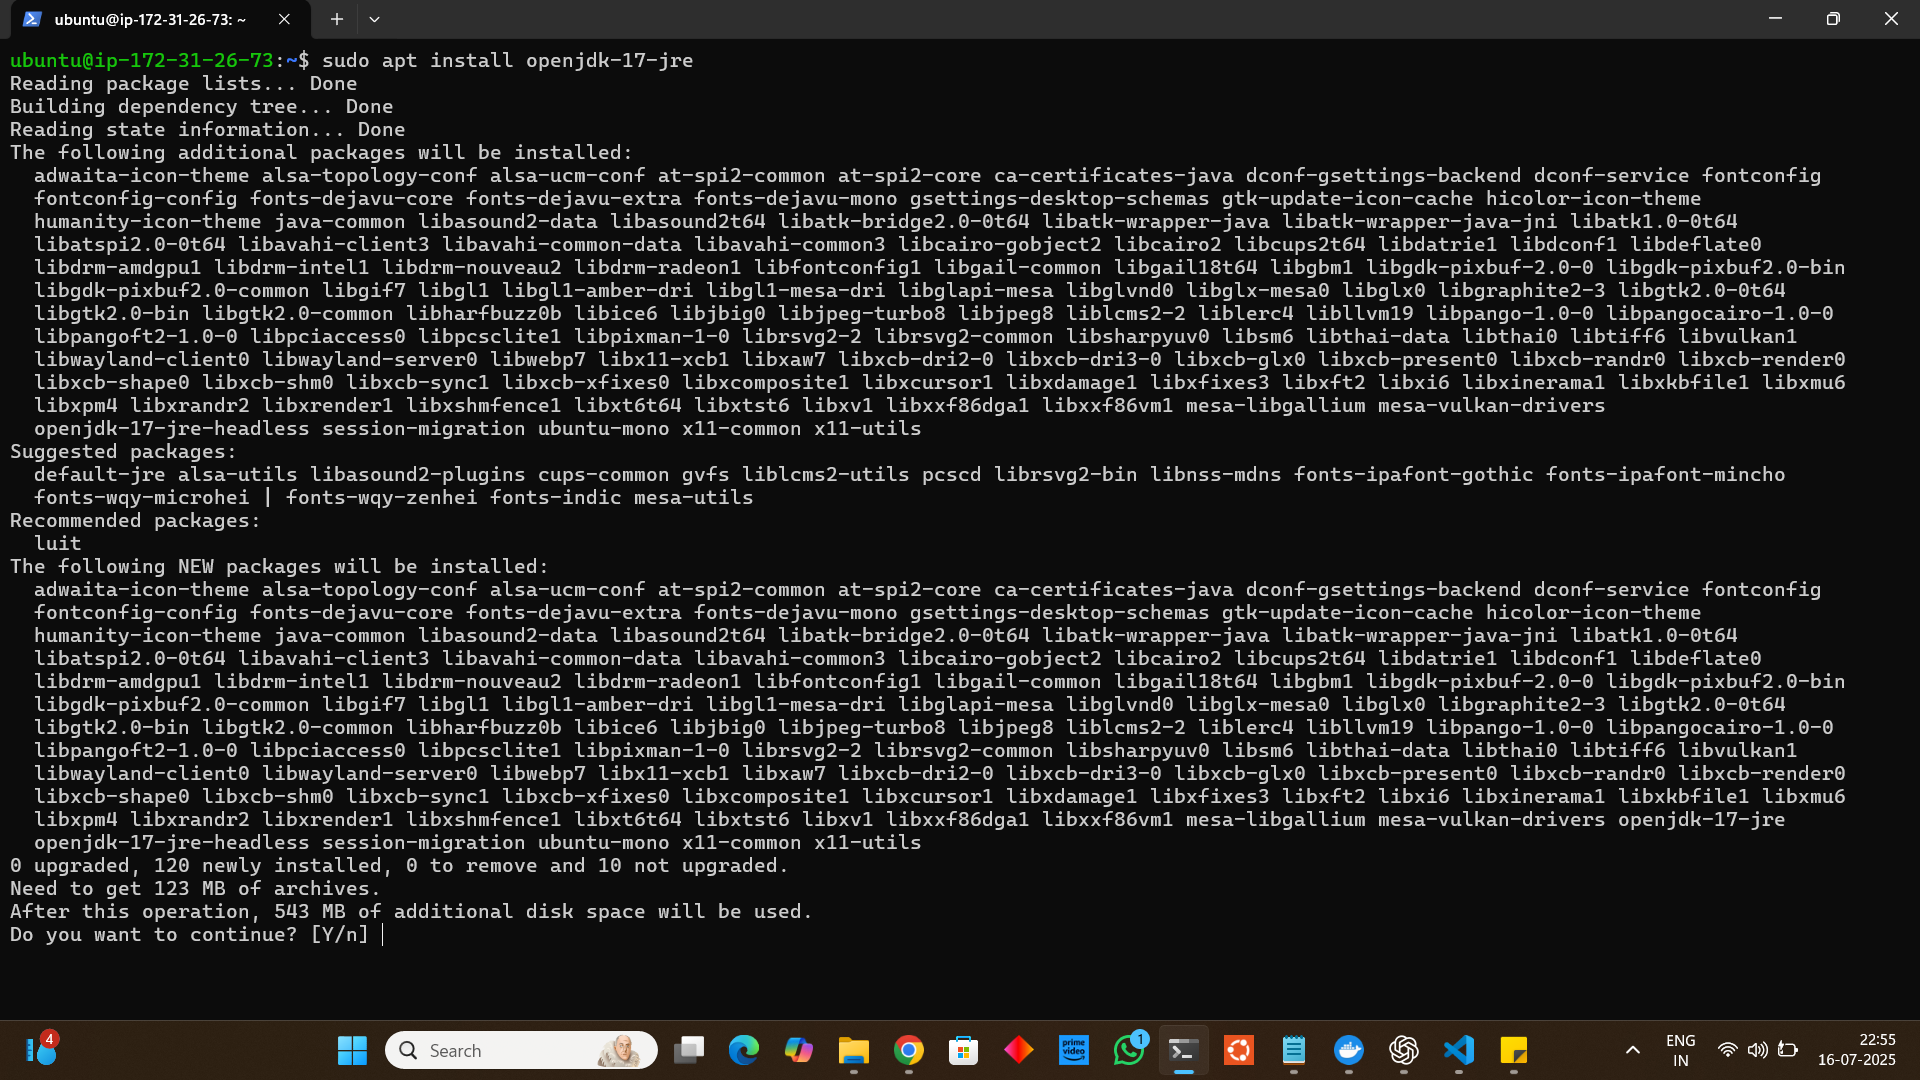 ubuntu@ip-172-31-26-73: ~
ubuntu@ip-172-31-26-73:~$ sudo apt install openjdk-17-jre
Reading package lists... Done
Building dependency tree... Done
Reading state information... Done
The following additional packages will be installed:
adwaita-icon-theme alsa-topology-conf alsa-ucm-conf at-spi2-common at-spi2-core ca-certificates-java dconf-gsettings-backend dconf-service fontconfig
fontconfig-config fonts-dejavu-core fonts-dejavu-extra fonts-dejavu-mono gsettings-desktop-schemas gtk-update-icon-cache hicolor-icon-theme
humanity-icon-theme java-common libasound2-data libasound2t64 libatk-bridge2.0-0t64 libatk-wrapper-java libatk-wrapper-java-jni libatk1.0-0t64
libatspi2.0-0t64 libavahi-client3 libavahi-common-data libavahi-common3 libcairo-gobject2 libcairo2 libcups2t64 libdatrie1 libdconf1 libdeflate0
libdrm-amdgpu1 libdrm-intel1 libdrm-nouveau2 libdrm-radeon1 libfontconfig1 libgail-common libgail18t64 libgbm1 libgdk-pixbuf-2.0-0 libgdk-pixbuf2.0-bin
libgdk-pixbuf2.0-common libgif7 libgl1 libgl1-amber-dri libgl1-mesa-dri libglapi-mesa libglvnd0 libglx-mesa0 libglx0 libgraphite2-3 libgtk2.0-0t64
libgtk2.0-bin libgtk2.0-common libharfbuzz0b libice6 libjbig0 libjpeg-turbo8 libjpeg8 liblcms2-2 liblerc4 libllvm19 libpango-1.0-0 libpangocairo-1.0-0
libpangoft2-1.0-0 libpciaccess0 libpcsclite1 libpixman-1-0 librsvg2-2 librsvg2-common libsharpyuv0 libsm6 libthai-data libthai0 libtiff6 libvulkan1
libwayland-client0 libwayland-server0 libwebp7 libx11-xcb1 libxaw7 libxcb-dri2-0 libxcb-dri3-0 libxcb-glx0 libxcb-present0 libxcb-randr0 libxcb-render0
libxcb-shape0 libxcb-shm0 libxcb-sync1 libxcb-xfixes0 libxcomposite1 libxcursor1 libxdamage1 libxfixes3 libxft2 libxi6 libxinerama1 libxkbfile1 libxmu6
libxpm4 libxrandr2 libxrender1 libxshmfence1 libxt6t64 libxtst6 libxv1 libxxf86dga1 libxxf86vm1 mesa-libgallium mesa-vulkan-drivers
openjdk-17-jre-headless session-migration ubuntu-mono x11-common x11-utils
Suggested packages:
default-jre alsa-utils libasound2-plugins cups-common gvfs liblcms2-utils pcscd librsvg2-bin libnss-mdns fonts-ipafont-gothic fonts-ipafont-mincho
fonts-wqy-microhei | fonts-wqy-zenhei fonts-indic mesa-utils
Recommended packages:
luit
The following NEW packages will be installed:
adwaita-icon-theme alsa-topology-conf alsa-ucm-conf at-spi2-common at-spi2-core ca-certificates-java dconf-gsettings-backend dconf-service fontconfig
fontconfig-config fonts-dejavu-core fonts-dejavu-extra fonts-dejavu-mono gsettings-desktop-schemas gtk-update-icon-cache hicolor-icon-theme
humanity-icon-theme java-common libasound2-data libasound2t64 libatk-bridge2.0-0t64 libatk-wrapper-java libatk-wrapper-java-jni libatk1.0-0t64
libatspi2.0-0t64 libavahi-client3 libavahi-common-data libavahi-common3 libcairo-gobject2 libcairo2 libcups2t64 libdatrie1 libdconf1 libdeflate0
libdrm-amdgpu1 libdrm-intel1 libdrm-nouveau2 libdrm-radeon1 libfontconfig1 libgail-common libgail18t64 libgbm1 libgdk-pixbuf-2.0-0 libgdk-pixbuf2.0-bin
libgdk-pixbuf2.0-common libgif7 libgl1 libgl1-amber-dri libgl1-mesa-dri libglapi-mesa libglvnd0 libglx-mesa0 libglx0 libgraphite2-3 libgtk2.0-0t64
libgtk2.0-bin libgtk2.0-common libharfbuzz0b libice6 libjbig0 libjpeg-turbo8 libjpeg8 liblcms2-2 liblerc4 libllvm19 libpango-1.0-0 libpangocairo-1.0-0
libpangoft2-1.0-0 libpciaccess0 libpcsclite1 libpixman-1-0 librsvg2-2 librsvg2-common libsharpyuv0 libsm6 libthai-data libthai0 libtiff6 libvulkan1
libwayland-client0 libwayland-server0 libwebp7 libx11-xcb1 libxaw7 libxcb-dri2-0 libxcb-dri3-0 libxcb-glx0 libxcb-present0 libxcb-randr0 libxcb-render0
libxcb-shape0 libxcb-shm0 libxcb-sync1 libxcb-xfixes0 libxcomposite1 libxcursor1 libxdamage1 libxfixes3 libxft2 libxi6 libxinerama1 libxkbfile1 libxmu6
libxpm4 libxrandr2 libxrender1 libxshmfence1 libxt6t64 libxtst6 libxv1 libxxf86dga1 libxxf86vm1 mesa-libgallium mesa-vulkan-drivers openjdk-17-jre
openjdk-17-jre-headless session-migration ubuntu-mono x11-common x11-utils
0 upgraded, 120 newly installed, 0 to remove and 10 not upgraded.
Need to get 123 MB of archives.
After this operation, 543 MB of additional disk space will be used.
Do you want to continue? [Y/n]
4
Search
prime video
1
ENG
IN
22:55
16-07-2025